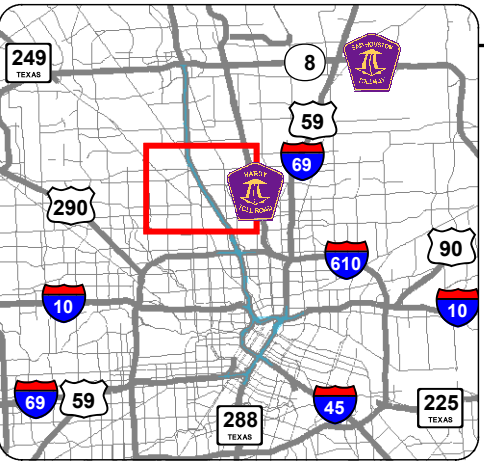 249
TEXAS
8
SAM HOUSTON
TOLLWAY
59
69
HARDY
TOLL ROAD
290
90
610
10
10
69
59
288
TEXAS
45
225
TEXAS